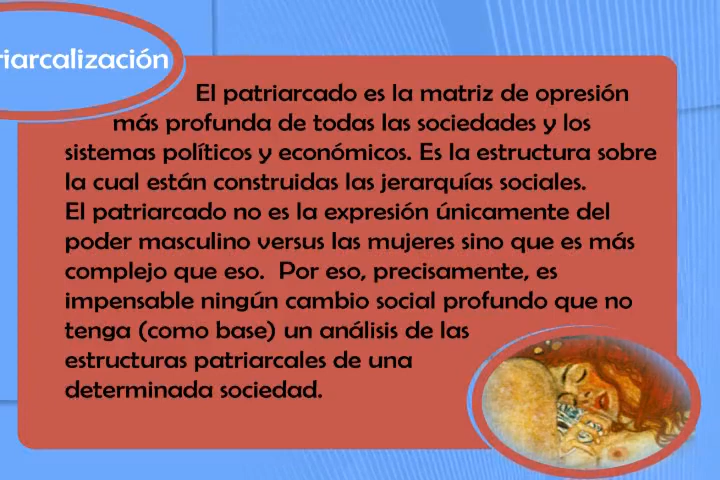 riarcalización
El patriarcado es la matriz de opresión
más profunda de todas las sociedades y los
sistemas políticos y económicos. Es la estructura sobre
la cual están construidas las jerarquías sociales.
El patriarcado no es la expresión únicamente del
poder masculino versus las mujeres sino que es más
complejo que eso. Por eso, precisamente, es
impensable ningún cambio social profundo que no
tenga (como base) un análisis de las
estructuras patriarcales de una
determinada sociedad.